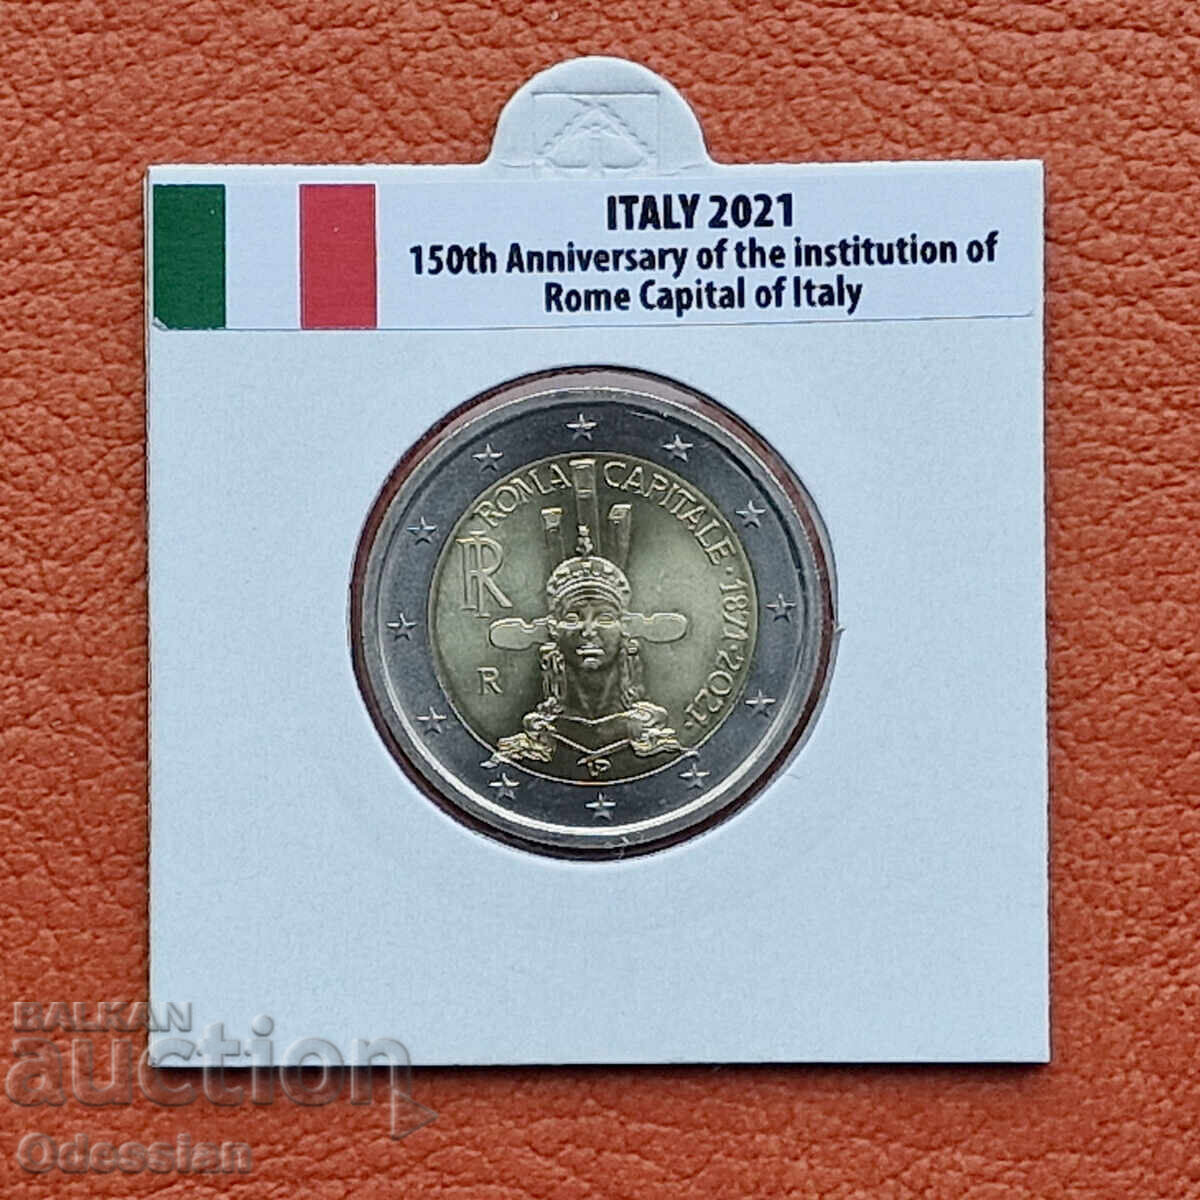 ITALY 2021
150th Anniversary of the institution of
Rome Capital of Italy
ROMA CAPITALE · 1871 · 2021 ·
RI
R
BALKAN
auction
Odessian